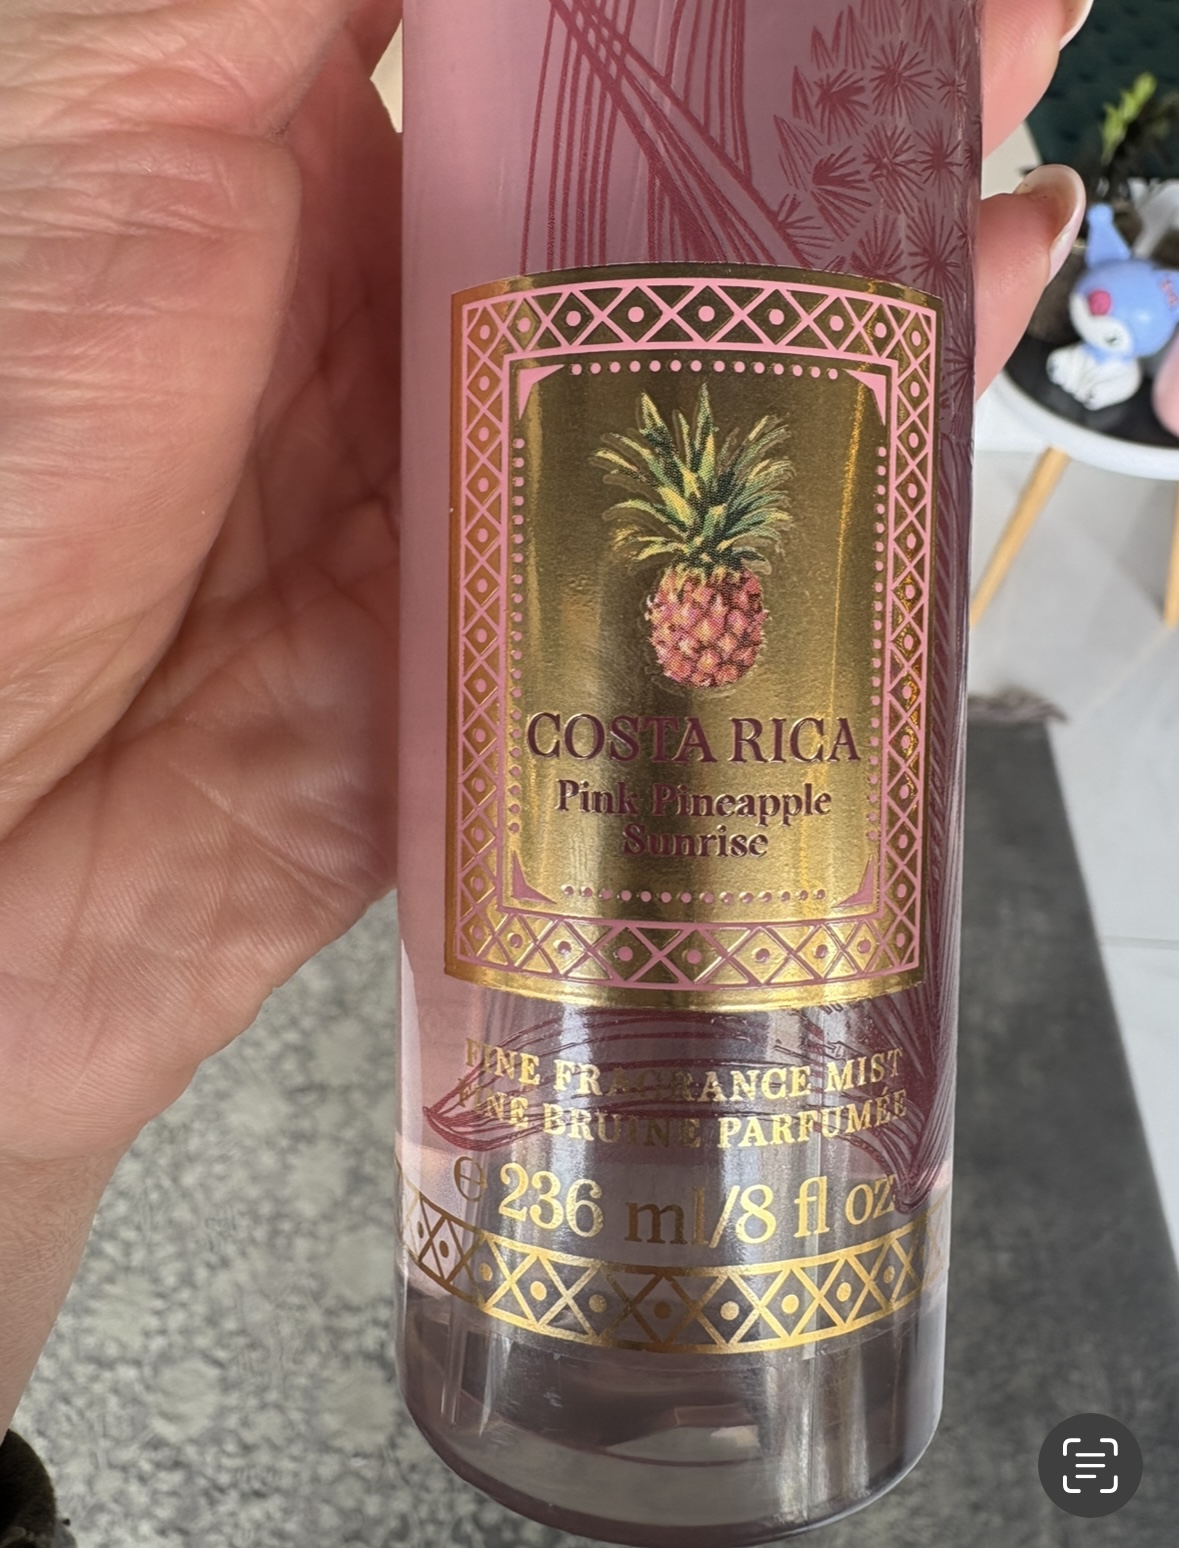 COSTA RICA
Pink Pineapple
Sunrise
FINE FRAGRANCE MIST
FINE BRUINE PARFUMÉE
℮ 236 ml/8 fl oz